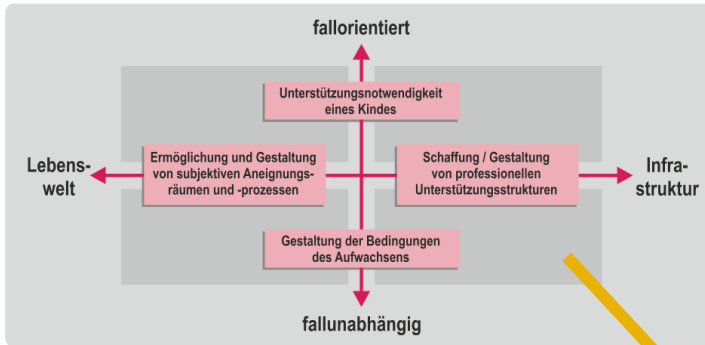 fallorientiert
Unterstützungsnotwendigkeit
eines Kindes
Lebens-
welt
Ermöglichung und Gestaltung
von subjektiven Aneignungs-
räumen und -prozessen
Schaffung / Gestaltung
von professionellen
Unterstützungsstrukturen
Infra-
struktur
Gestaltung der Bedingungen
des Aufwachsens
fallunabhängig